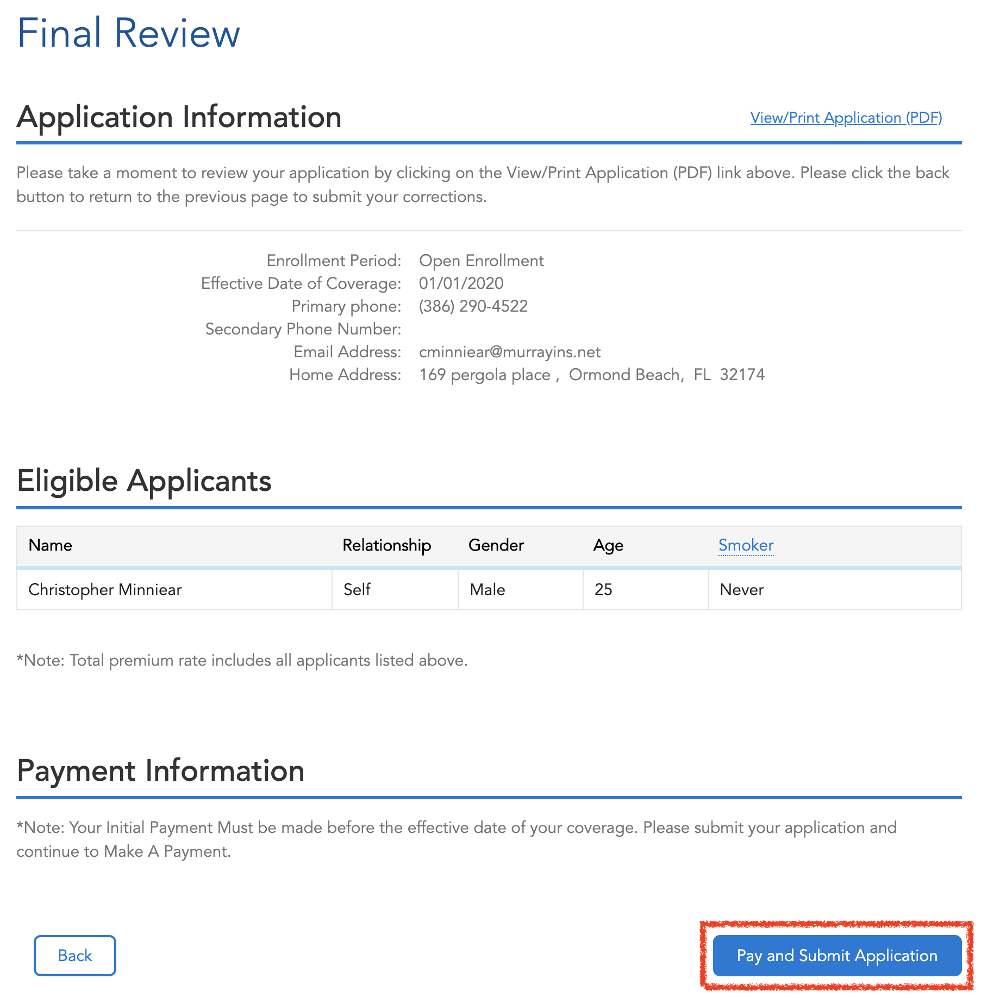 Final Review
Application Information
View/Print Application (PDF)
Please take a moment to review your application by clicking on the View/Print Application (PDF) link above. Please click the back
button to return to the previous page to submit your corrections.
Enrollment Period: Open Enrollment
Effective Date of Coverage: 01/01/2020
Primary phone: (386) 290-4522
Secondary Phone Number:
Email Address: cminniear@murrayins.net
Home Address: 169 pergola place , Ormond Beach, FL 32174
Eligible Applicants
Name Relationship Gender Age Smoker
Christopher Minniear Self Male 25 Never
*Note: Total premium rate includes all applicants listed above.
Payment Information
*Note: Your Initial Payment Must be made before the effective date of your coverage. Please submit your application and
continue to Make A Payment.
Back
Pay and Submit Application